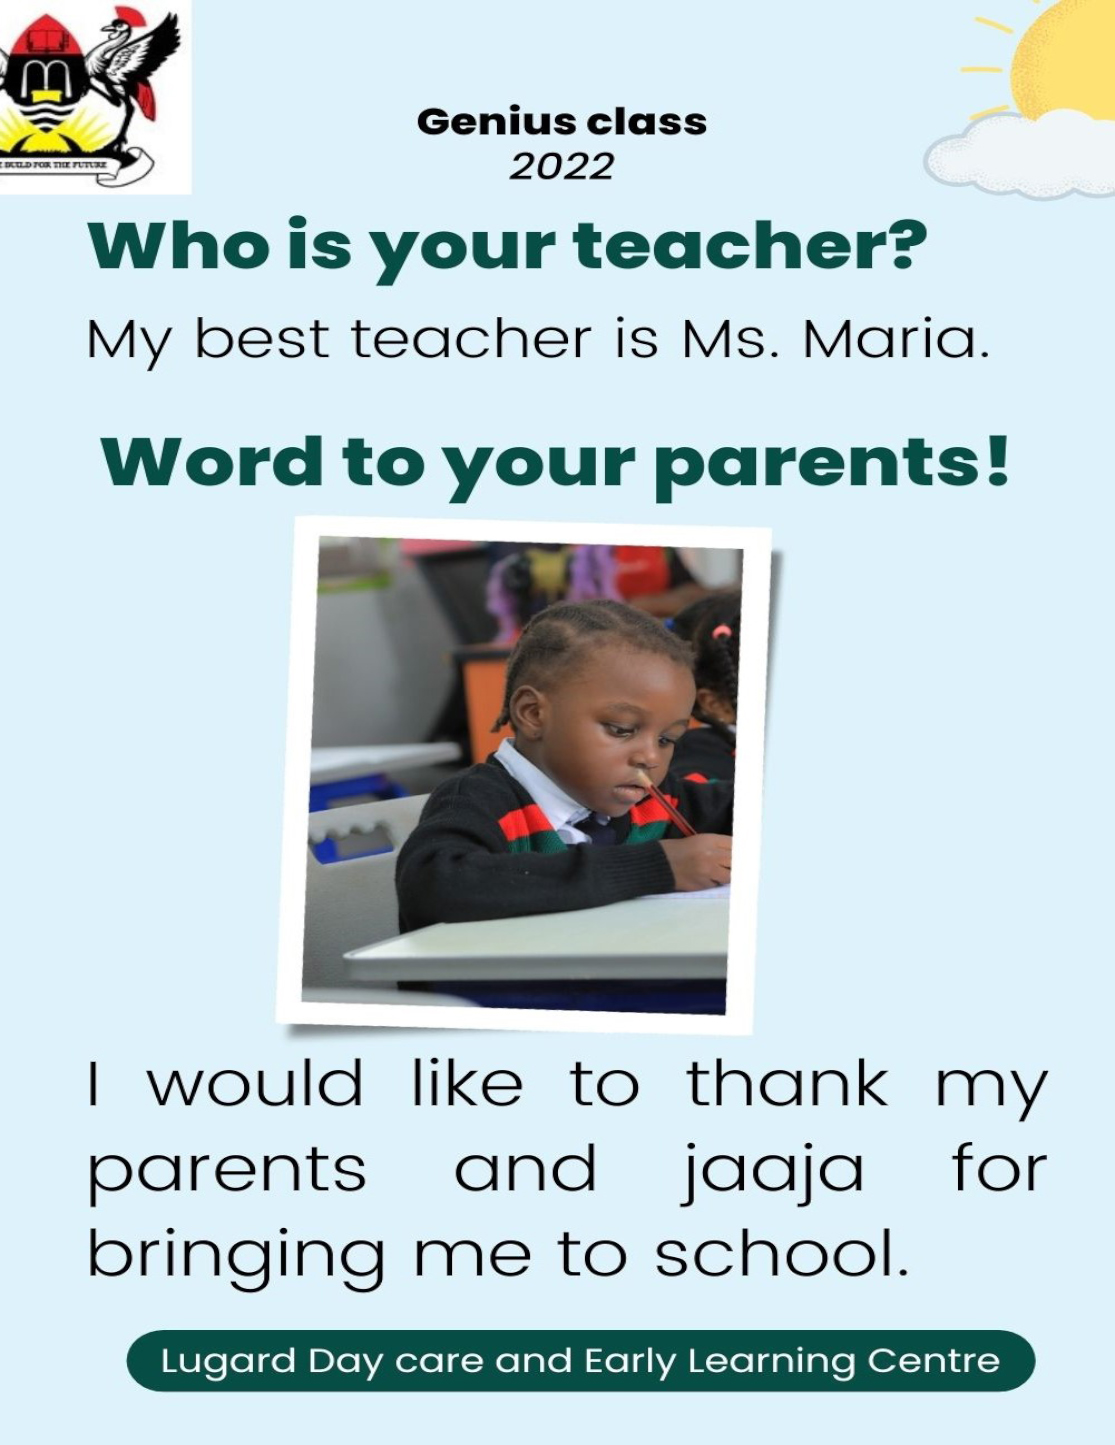 BUILD FOR THE FUTURE
Genius class
2022
Who is your teacher?
My best teacher is Ms. Maria.
Word to your parents!
I would like to thank my
parents and jaaja for
bringing me to school.
Lugard Day care and Early Learning Centre